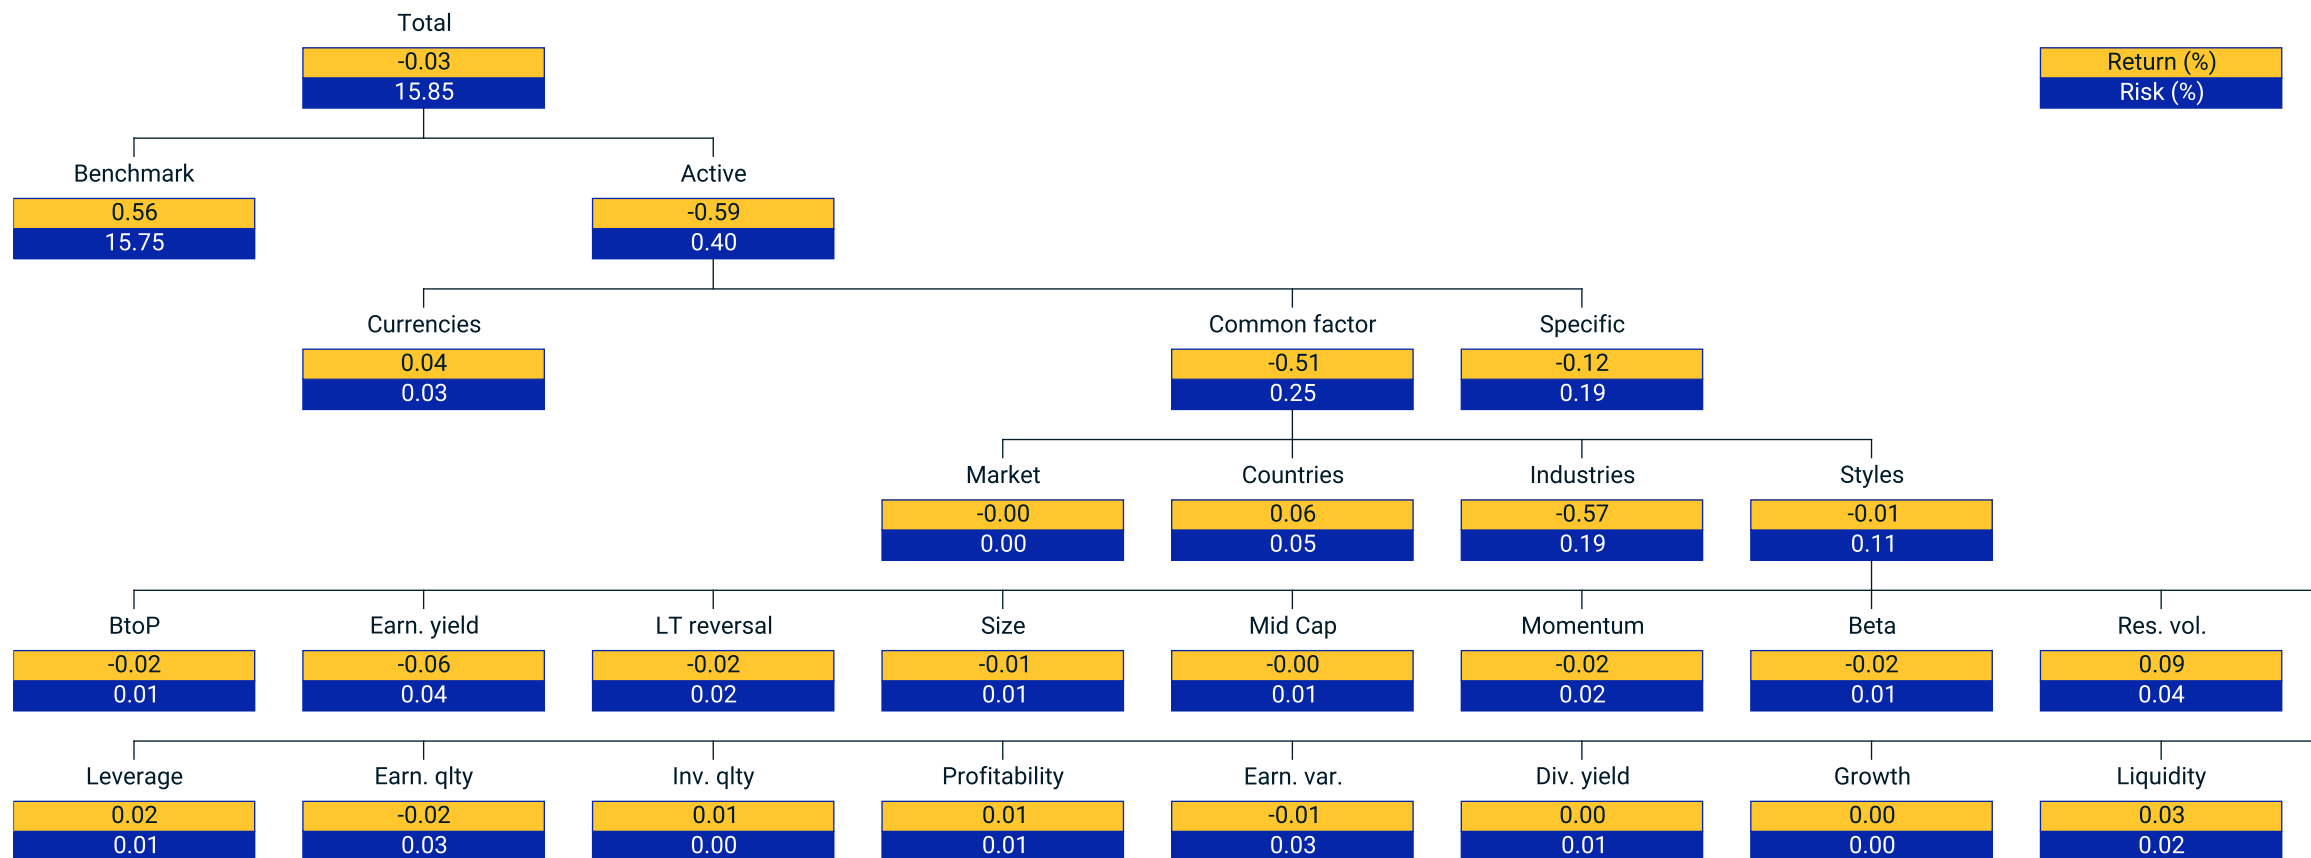 Total
-0.03
15.85
Return (%)
Risk (%)
Benchmark
0.56
15.75
Active
-0.59
0.40
Currencies
0.04
0.03
Common factor
-0.51
0.25
Specific
-0.12
0.19
Market
-0.00
0.00
Countries
0.06
0.05
Industries
-0.57
0.19
Styles
-0.01
0.11
BtoP
-0.02
0.01
Earn. yield
-0.06
0.04
LT reversal
-0.02
0.02
Size
-0.01
0.01
Mid Cap
-0.00
0.01
Momentum
-0.02
0.02
Beta
-0.02
0.01
Res. vol.
0.09
0.04
Leverage
0.02
0.01
Earn. qlty
-0.02
0.03
Inv. qlty
0.01
0.00
Profitability
0.01
0.01
Earn. var.
-0.01
0.03
Div. yield
0.00
0.01
Growth
0.00
0.00
Liquidity
0.03
0.02